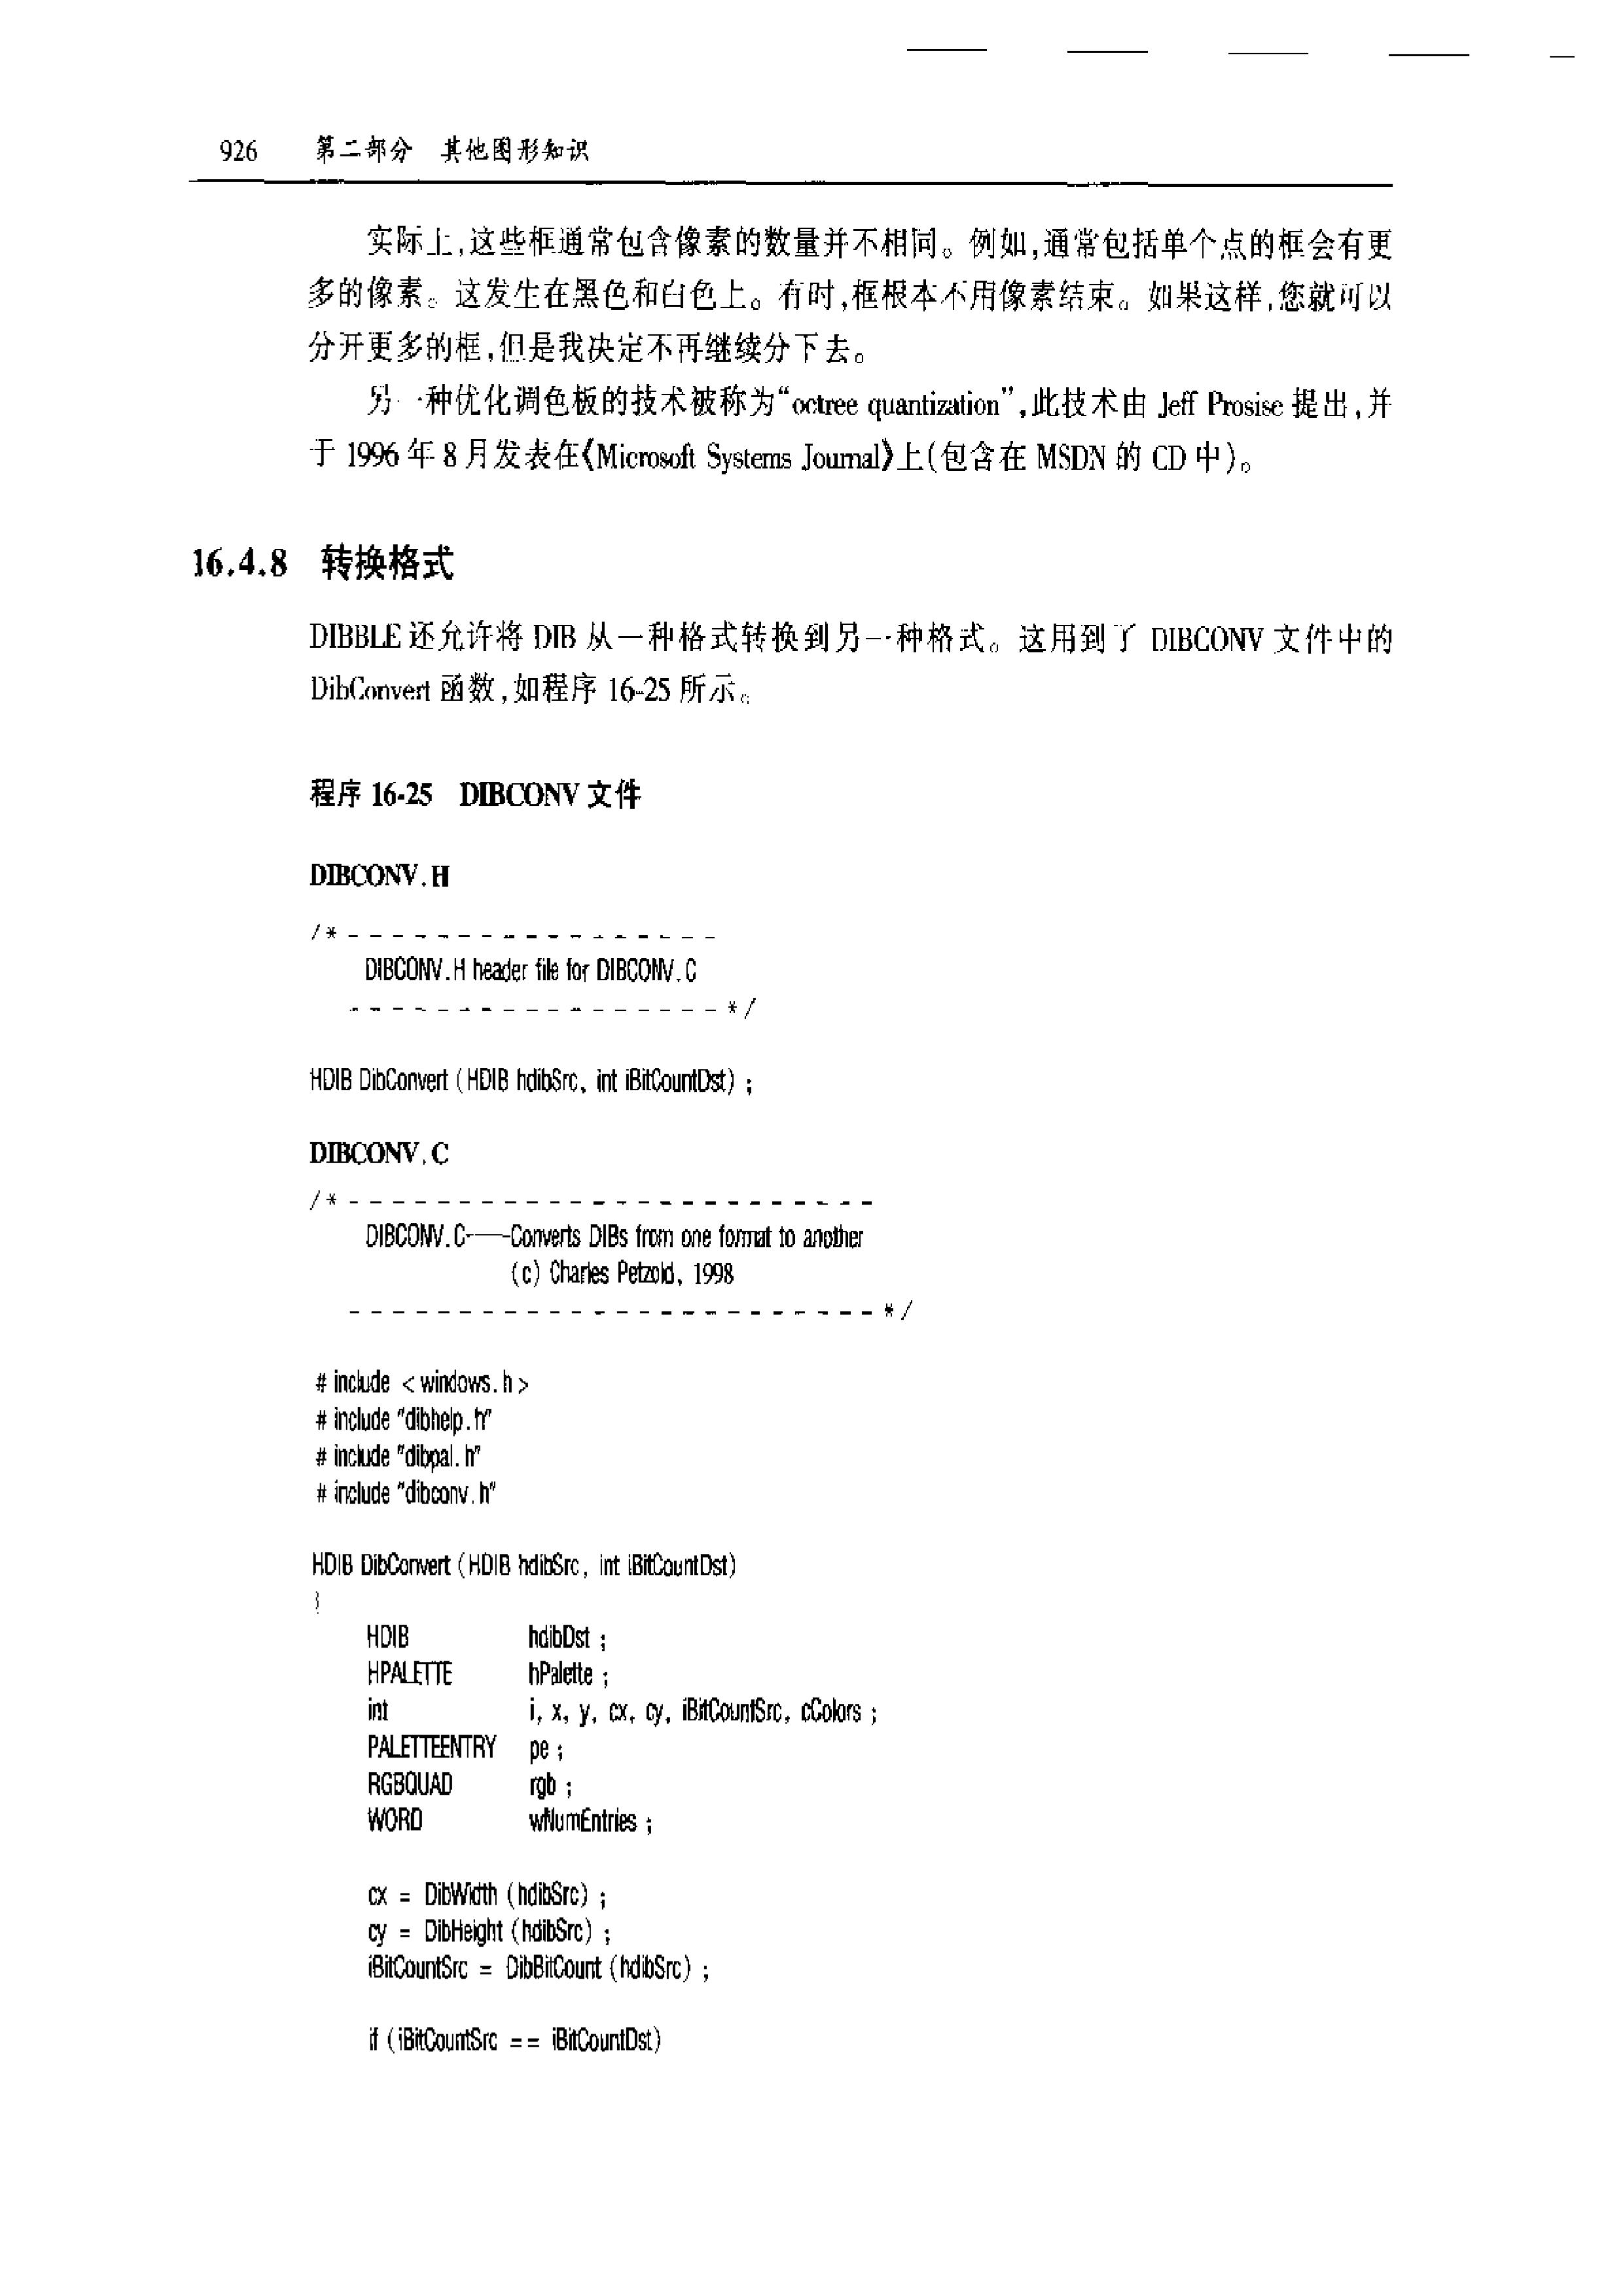 926 第二部分 其他图形知识
实际上,这些框通常包含像素的数量并不相同。例如,通常包括单个点的框会有更
多的像素。这发生在黑色和白色上。有时,框根本不用像素结束。如果这样,您就可以
分开更多的框,但是我决定不再继续分下去。
另一种优化调色板的技术被称为“octree quantization”,此技术由 Jeff Prosise 提出,并
于 1996 年 8 月发表在《Microsoft Systems Journal》上(包含在 MSDN 的 CD 中)。
16.4.8 转换格式
DIBBLE 还允许将 DIB 从一种格式转换到另一种格式。这用到了 DIBCONV 文件中的
DibConvert 函数,如程序 16-25 所示。
程序 16-25 DIBCONV 文件
DIBCONV.H
/* - - - - - - - - - - - - - - - - -
DIBCONV.H header file for DIBCONV.C
- - - - - - - - - - - - - - - - - */
HDIB DibConvert (HDIB hdibSrc, int iBitCountDst) ;
DIBCONV.C
/* - - - - - - - - - - - - - - - - - - - - - - - -
DIBCONV.C——Converts DIBs from one format to another
(c) Charles Petzold, 1998
- - - - - - - - - - - - - - - - - - - - - - - - */
# include <windows.h>
# include "dibhelp.h"
# include "dibpal.h"
# include "dibconv.h"
HDIB DibConvert (HDIB hdibSrc, int iBitCountDst)
{
HDIB hdibDst ;
HPALETTE hPalette ;
int i, x, y, cx, cy, iBitCountSrc, cColors ;
PALETTEENTRY pe ;
RGBQUAD rgb ;
WORD wNumEntries ;
cx = DibWidth (hdibSrc) ;
cy = DibHeight (hdibSrc) ;
iBitCountSrc = DibBitCount (hdibSrc) ;
if (iBitCountSrc == iBitCountDst)